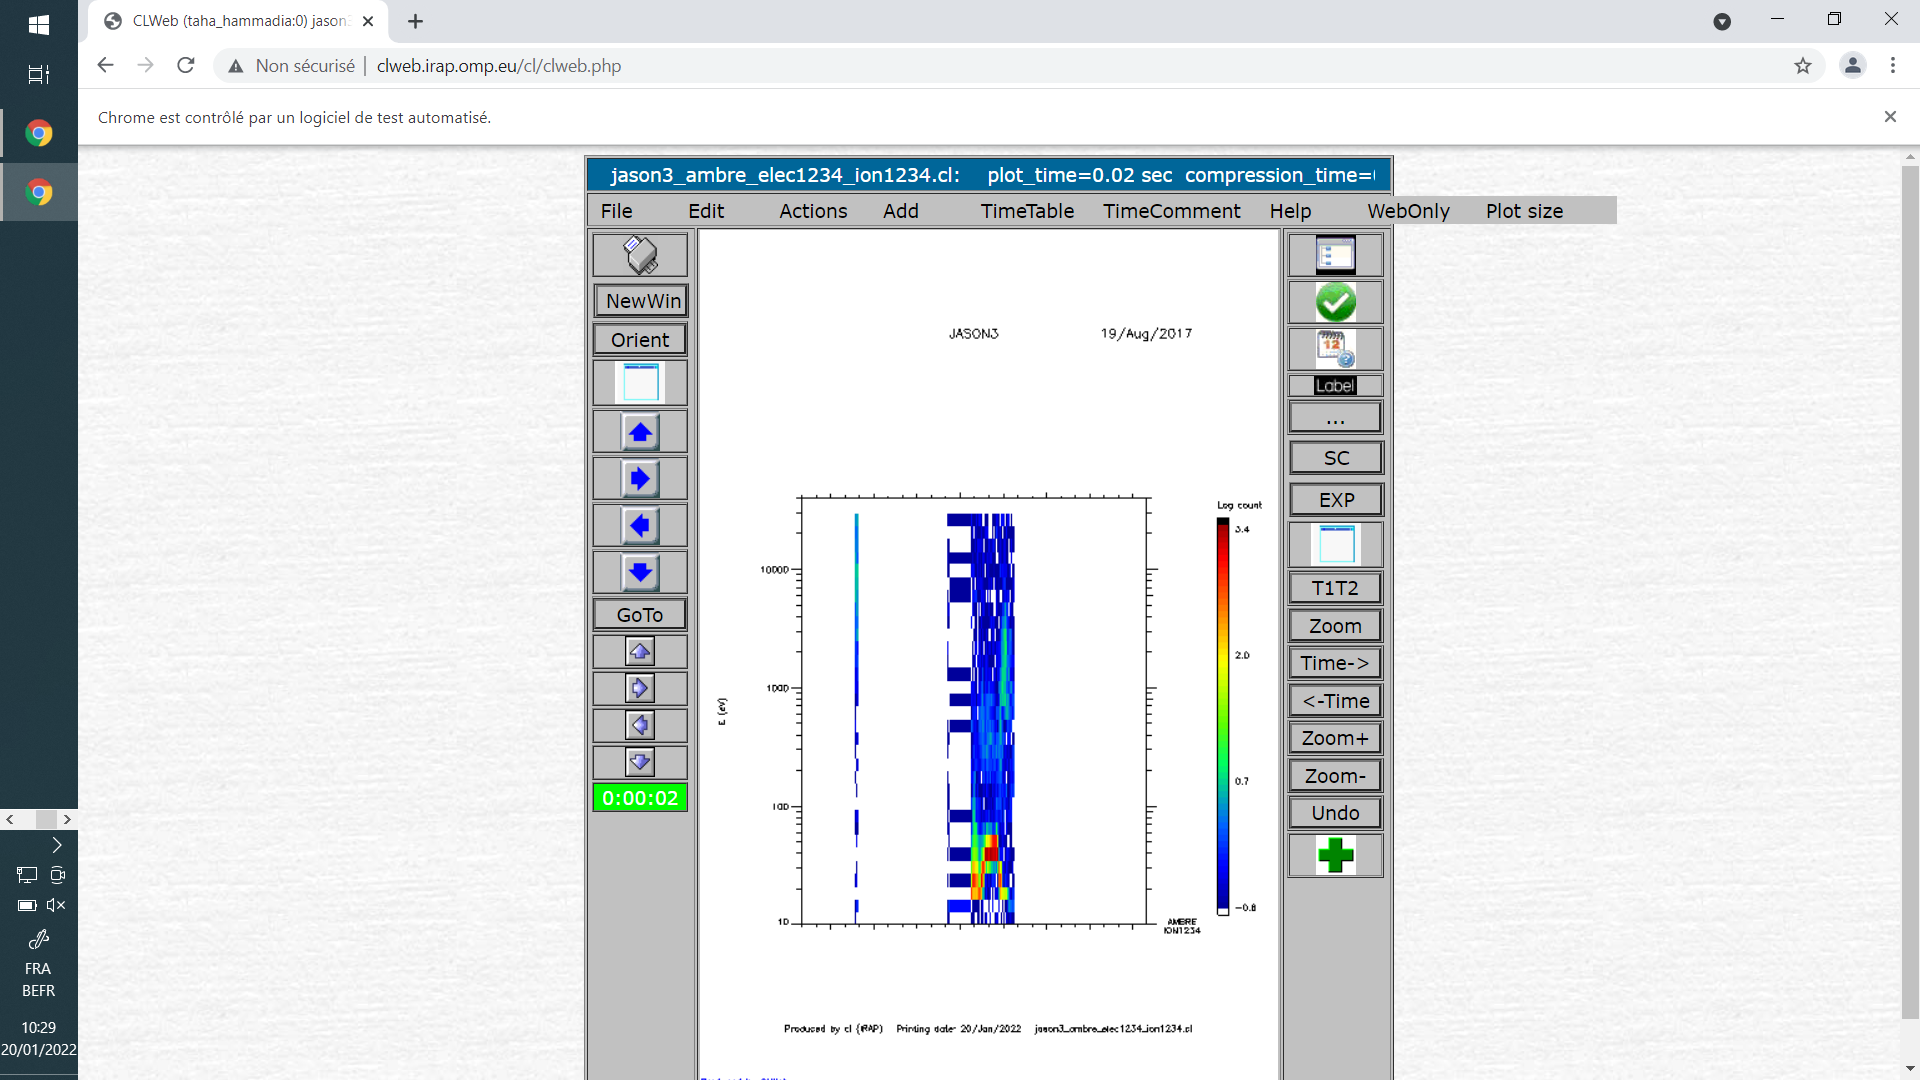 CLWeb (taha_hammadia:0) jason3
Non sécurisé | clweb.irap.omp.eu/cl/clweb.php
Chrome est contrôlé par un logiciel de test automatisé.
jason3_ambre_elec1234_ion1234.cl: plot_time=0.02 sec compression_time=
File Edit Actions Add TimeTable TimeComment Help WebOnly Plot size
NewWin
Orient
GoTo
0:00:02
JASON3 19/Aug/2017
Log count
3.4
2.0
0.7
-0.8
10000
1000
100
10
E (eV)
AMBRE
ION1234
Produced by cl (IRAP) Printing date: 20/Jan/2022 jason3_ambre_elec1234_ion1234.cl
12
Label
...
SC
EXP
T1T2
Zoom
Time->
<-Time
Zoom+
Zoom-
Undo
FRA
BEFR
10:29
20/01/2022